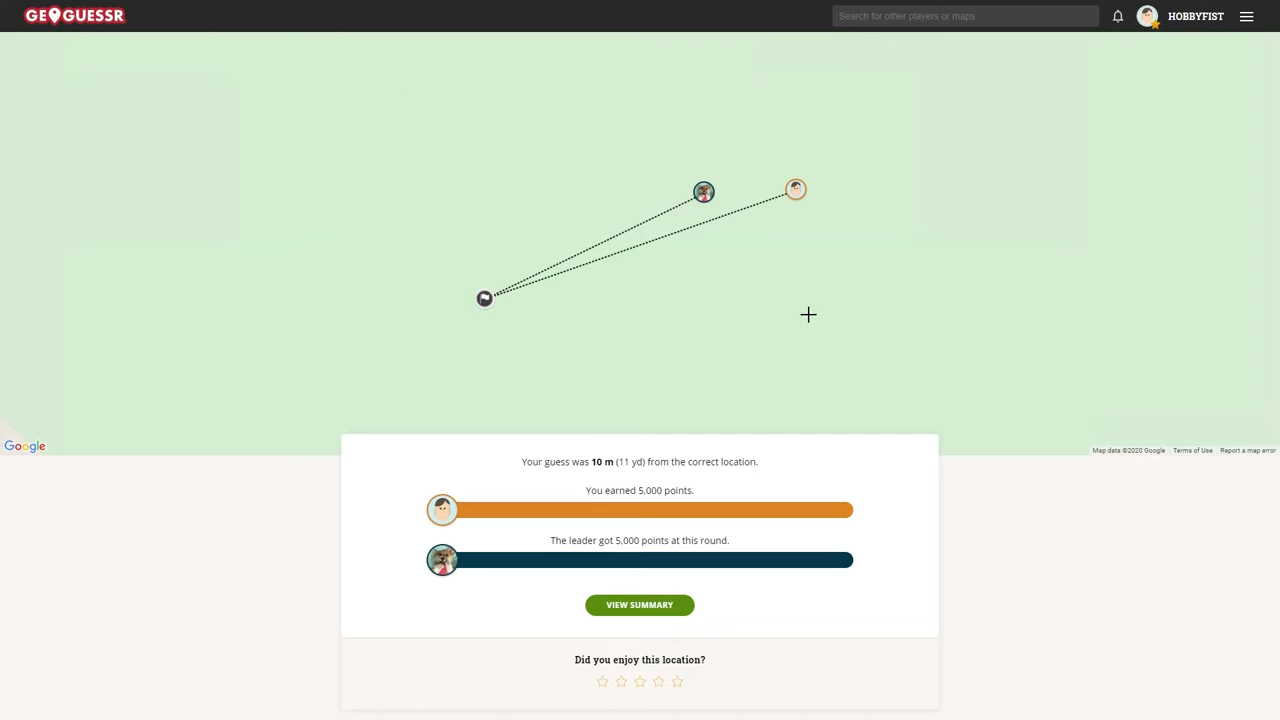 GEOGUESSR
Search for other players or maps
HOBBYFIST
Google
Map data ©2020 Google
Terms of Use
Report a map error
Your guess was 10 m (11 yd) from the correct location.
You earned 5,000 points.
The leader got 5,000 points at this round.
VIEW SUMMARY
Did you enjoy this location?